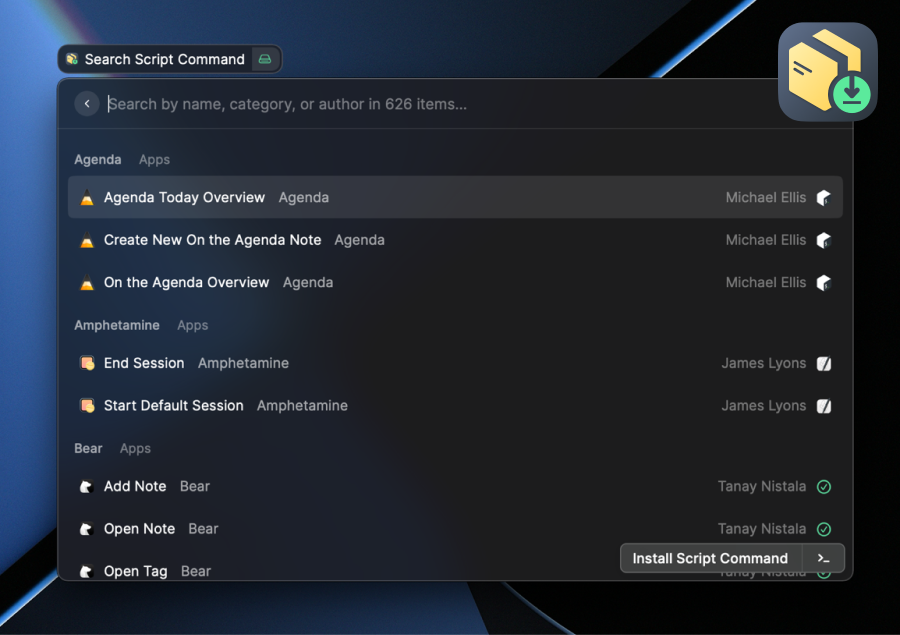 Search Script Command
Search by name, category, or author in 626 items...
Agenda Apps
Agenda Today Overview Agenda Michael Ellis
Create New On the Agenda Note Agenda Michael Ellis
On the Agenda Overview Agenda Michael Ellis
Amphetamine Apps
End Session Amphetamine James Lyons
Start Default Session Amphetamine James Lyons
Bear Apps
Add Note Bear Tanay Nistala
Open Note Bear Tanay Nistala
Install Script Command >_
Open Tag Bear Tanay Nistala